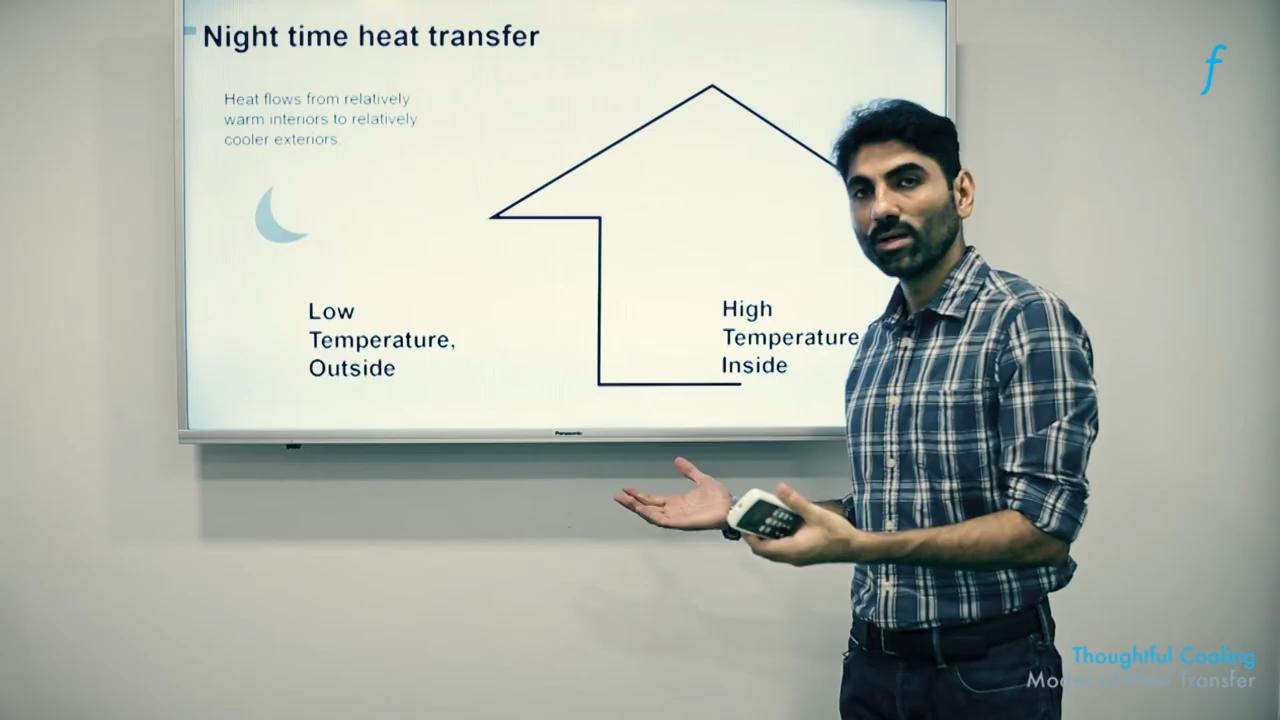 Night time heat transfer
Heat flows from relatively
warm interiors to relatively
cooler exteriors.
Low
Temperature,
Outside
High
Temperature
Inside
Panasonic
f
Thoughtful Cooling
Modes of Heat Transfer